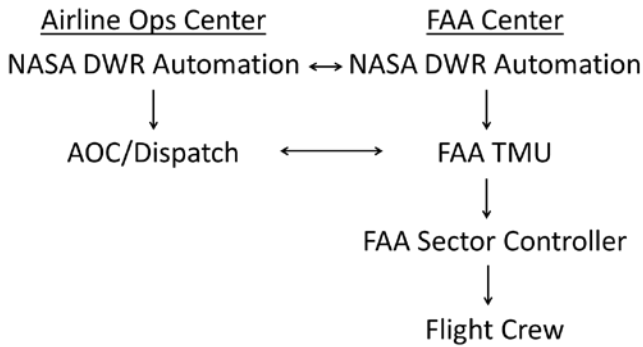 Airline Ops Center FAA Center
NASA DWR Automation NASA DWR Automation
AOC/Dispatch FAA TMU
FAA Sector Controller
Flight Crew